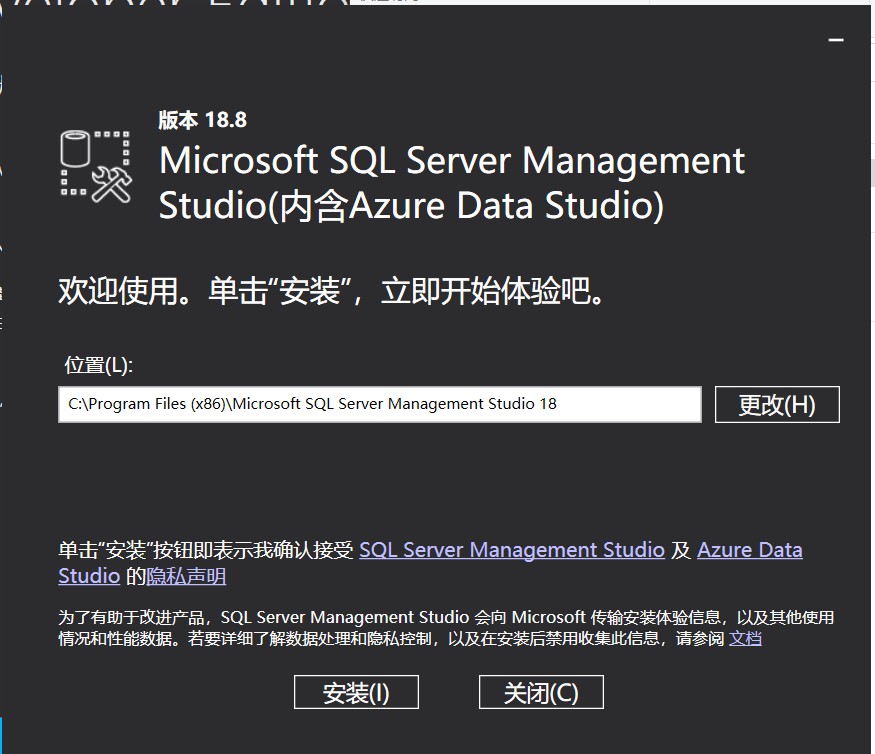 版本 18.8
Microsoft SQL Server Management
Studio(内含Azure Data Studio)
欢迎使用。单击“安装”，立即开始体验吧。
位置(L):
C:\Program Files (x86)\Microsoft SQL Server Management Studio 18
更改(H)
单击“安装”按钮即表示我确认接受 SQL Server Management Studio 及 Azure Data
Studio 的隐私声明
为了有助于改进产品，SQL Server Management Studio 会向 Microsoft 传输安装体验信息，以及其他使用
情况和性能数据。若要详细了解数据处理和隐私控制，以及在安装后禁用收集此信息，请参阅 文档
安装(I)
关闭(C)